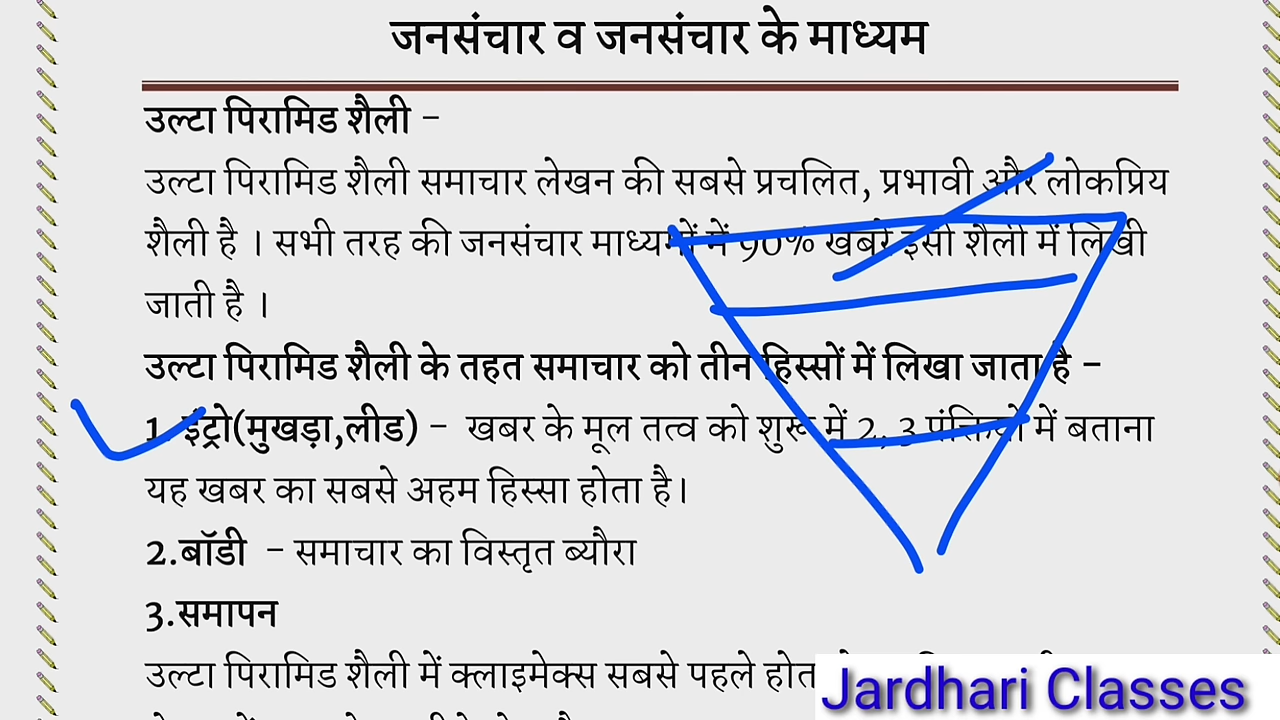 जनसंचार व जनसंचार के माध्यम
उल्टा पिरामिड शैली –
उल्टा पिरामिड शैली समाचार लेखन की सबसे प्रचलित, प्रभावी और लोकप्रिय
शैली है । सभी तरह की जनसंचार माध्यमों में 90% खबरें इसी शैली में लिखी
जाती है ।
उल्टा पिरामिड शैली के तहत समाचार को तीन हिस्सों में लिखा जाता है –
1. इंट्रो(मुखड़ा,लीड) – खबर के मूल तत्व को शुरू में 2, 3 पंक्तियों में बताना
यह खबर का सबसे अहम हिस्सा होता है।
2.बॉडी – समाचार का विस्तृत ब्यौरा
3.समापन
उल्टा पिरामिड शैली में क्लाइमेक्स सबसे पहले
Jardhari Classes